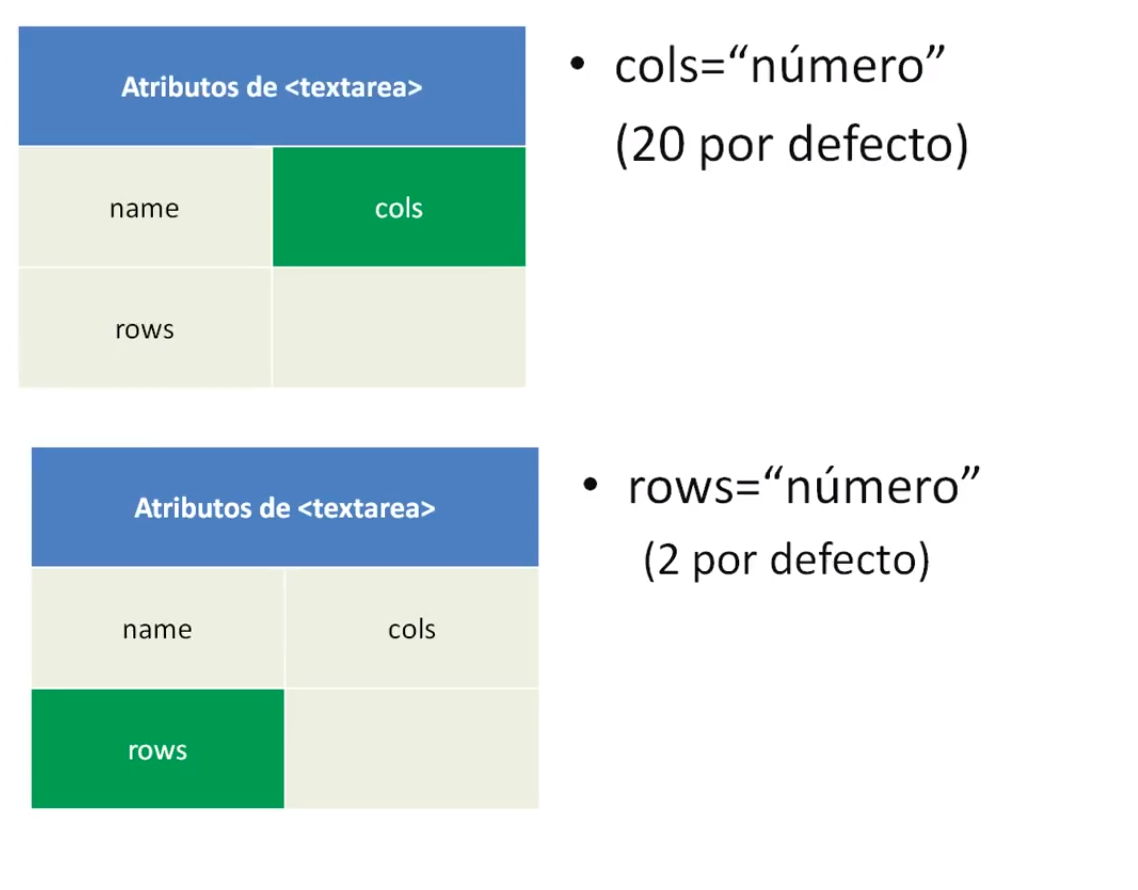 Atributos de <textarea>
name cols
rows
• cols=“número”
(20 por defecto)
Atributos de <textarea>
name cols
rows
• rows=“número”
(2 por defecto)